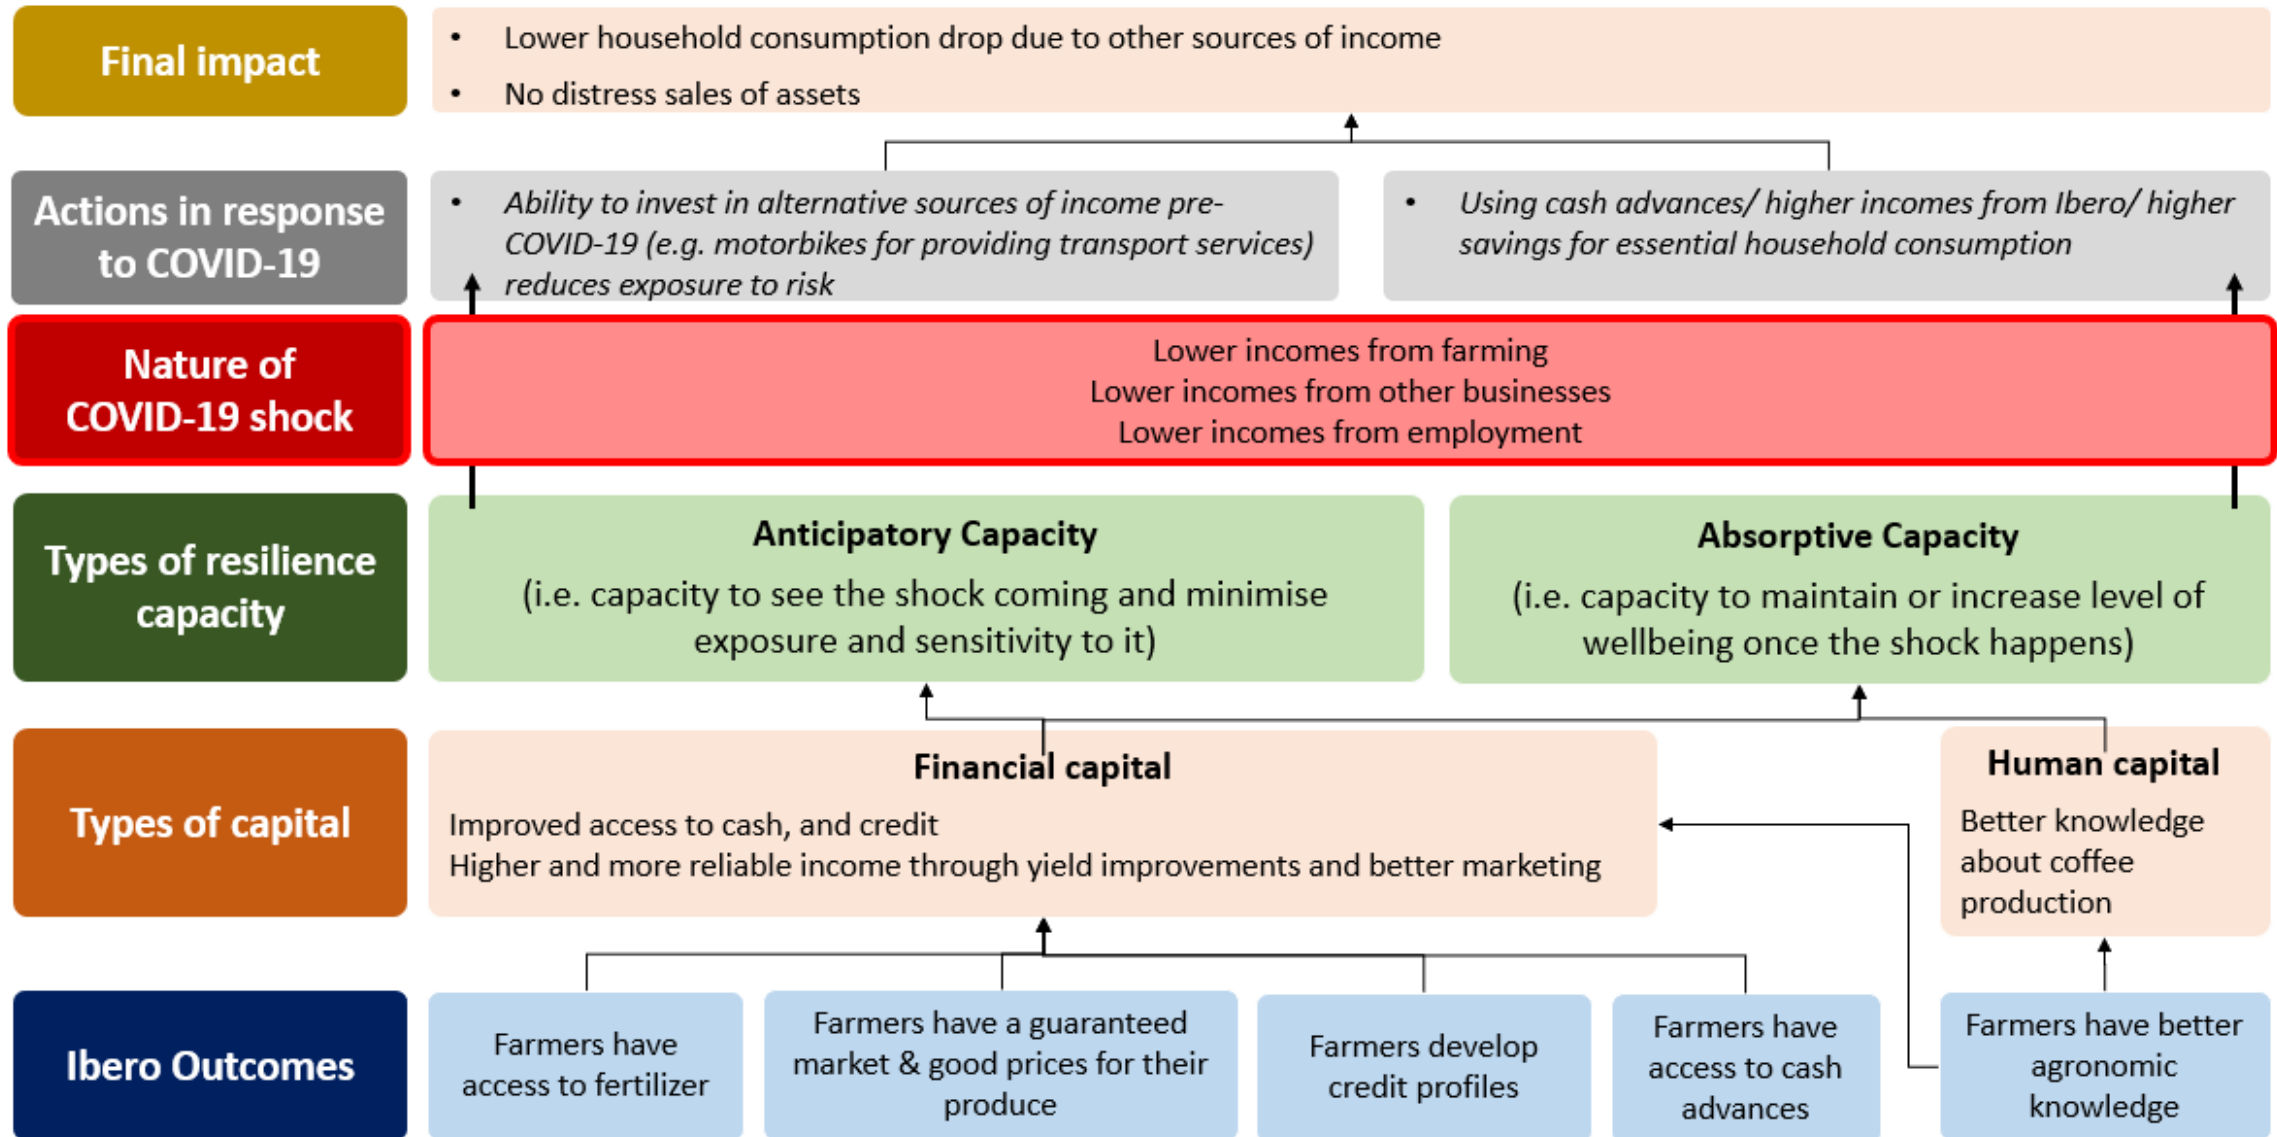 Final impact
• Lower household consumption drop due to other sources of income
• No distress sales of assets
Actions in response
to COVID-19
• Ability to invest in alternative sources of income pre-
COVID-19 (e.g. motorbikes for providing transport services)
reduces exposure to risk
• Using cash advances/ higher incomes from Ibero/ higher
savings for essential household consumption
Nature of
COVID-19 shock
Lower incomes from farming
Lower incomes from other businesses
Lower incomes from employment
Types of resilience
capacity
Anticipatory Capacity
(i.e. capacity to see the shock coming and minimise
exposure and sensitivity to it)
Absorptive Capacity
(i.e. capacity to maintain or increase level of
wellbeing once the shock happens)
Types of capital
Financial capital
Improved access to cash, and credit
Higher and more reliable income through yield improvements and better marketing
Human capital
Better knowledge
about coffee
production
Ibero Outcomes
Farmers have
access to fertilizer
Farmers have a guaranteed
market & good prices for their
produce
Farmers develop
credit profiles
Farmers have
access to cash
advances
Farmers have better
agronomic
knowledge